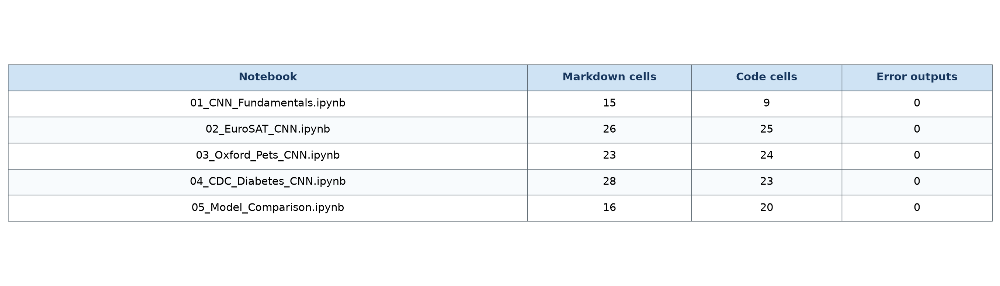 Notebook Markdown cells Code cells Error outputs
01_CNN_Fundamentals.ipynb 15 9 0
02_EuroSAT_CNN.ipynb 26 25 0
03_Oxford_Pets_CNN.ipynb 23 24 0
04_CDC_Diabetes_CNN.ipynb 28 23 0
05_Model_Comparison.ipynb 16 20 0